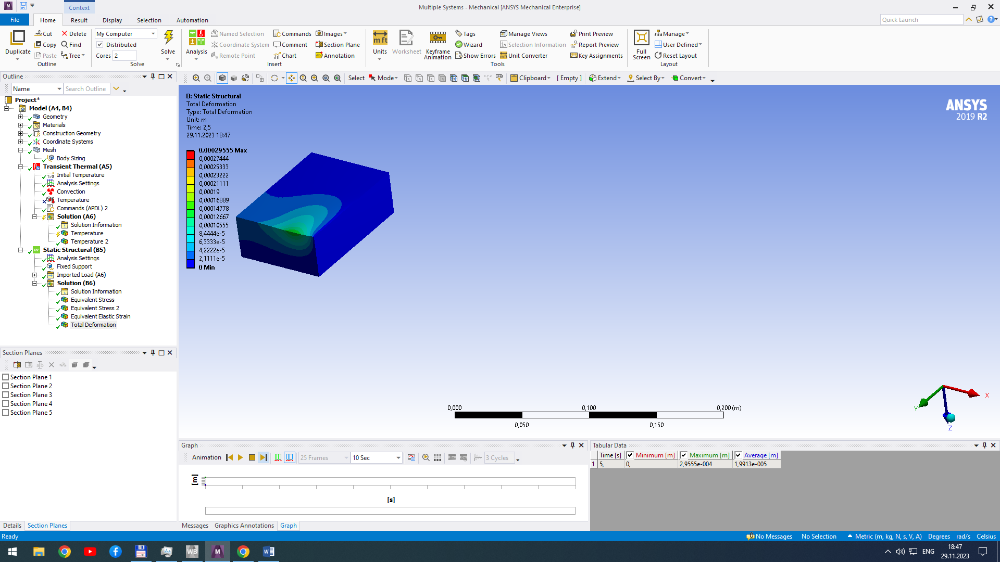 Context
Multiple Systems - Mechanical [ANSYS Mechanical Enterprise]
File Home Result Display Selection Automation Quick Launch
Duplicate
Cut
Copy
Paste
Delete
Find
Tree
Outline
My Computer
Distributed
Cores 2
Solve
Solve
Analysis
Named Selection
Coordinate System
Remote Point
Commands
Comment
Chart
Images
Section Plane
Annotation
Insert
Units
Worksheet
Keyframe
Animation
Tags
Wizard
Show Errors
Manage Views
Selection Information
Unit Converter
Print Preview
Report Preview
Key Assignments
Tools
Full
Screen
Manage
User Defined
Reset Layout
Layout
Outline
Name Search Outline
Select Mode Clipboard [ Empty ] Extend Select By Convert
Project*
Model (A4, B4)
Geometry
Materials
Construction Geometry
Coordinate Systems
Mesh
Body Sizing
Transient Thermal (A5)
Initial Temperature
Analysis Settings
Convection
Temperature
Commands (APDL) 2
Solution (A6)
Solution Information
Temperature
Temperature 2
Static Structural (B5)
Analysis Settings
Fixed Support
Imported Load (A6)
Solution (B6)
Solution Information
Equivalent Stress
Equivalent Stress 2
Equivalent Elastic Strain
Total Deformation
Section Planes
Section Plane 1
Section Plane 2
Section Plane 3
Section Plane 4
Section Plane 5
Details Section Planes
B: Static Structural
Total Deformation
Type: Total Deformation
Unit: m
Time: 2,5
29.11.2023 18:47
0,00029555 Max
0,00027444
0,00025333
0,00023222
0,00021111
0,00019
0,00016889
0,00014778
0,00012667
0,00010555
8,4444e-5
6,3333e-5
4,2222e-5
2,1111e-5
0 Min
ANSYS
2019 R2
0,000 0,100 0,200 (m)
0,050 0,150
X
Y
Z
Graph
Animation 25 Frames 10 Sec 3 Cycles
[m]
[s]
Messages Graphics Annotations Graph
Tabular Data
Time [s] Minimum [m] Maximum [m] Average [m]
1 5, 0, 2,9555e-004 1,9913e-005
Ready
0 No Messages No Selection Metric (m, kg, N, s, V, A) Degrees rad/s Celsius
WB M
ENG
18:47
29.11.2023